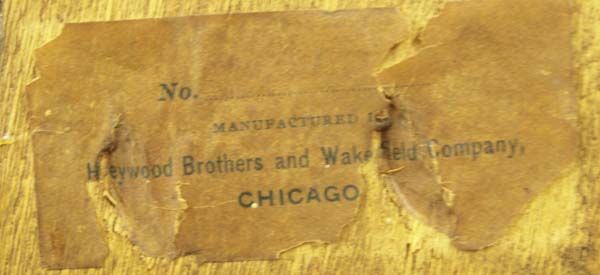 No. ........................
MANUFACTURED
Heywood Brothers and Wakefield Company,
CHICAGO